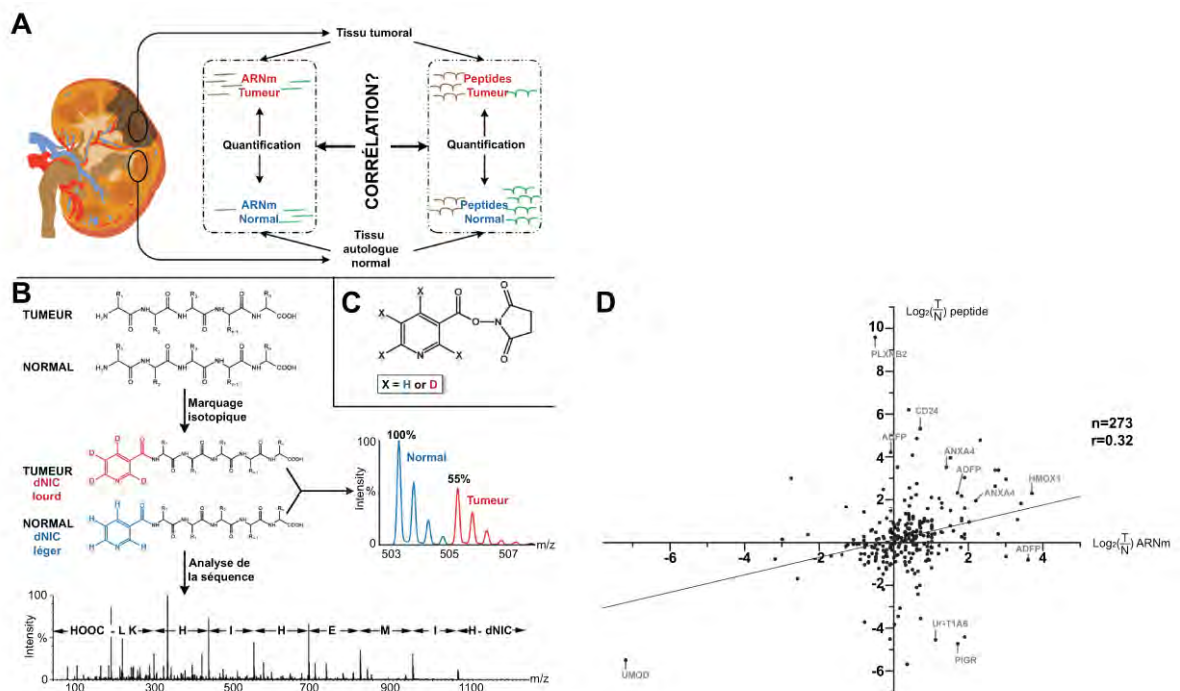 A
Tissu tumoral
ARNm
Tumeur
Quantification
ARNm
Normal
CORRÉLATION?
Peptides
Tumeur
Quantification
Peptides
Normal
Tissu
autologue
normal
B
TUMEUR
NORMAL
Marquage
isotopique
TUMEUR
dNIC
lourd
NORMAL
dNIC
léger
Analyse de
la séquence
100
Intensity
%
0
HOOC - L K H I H E M I H - dNIC
100 300 500 700 900 1100 m/z
C
X = H or D
100
Intensity
%
0
100%
Normal
55%
Tumeur
503 505 507 m/z
D
Log₂(T/N) peptide
10
8
6
4
2
-2
-4
-6
-6 -4 -2 2 4
Log₂(T/N) ARNm
n=273
r=0.32
PLXNB2
CD24
ADFP
ANXA4
ADFP
ANXA4
HMOX1
ADFP
UGT1A6
PIGR
UMOD